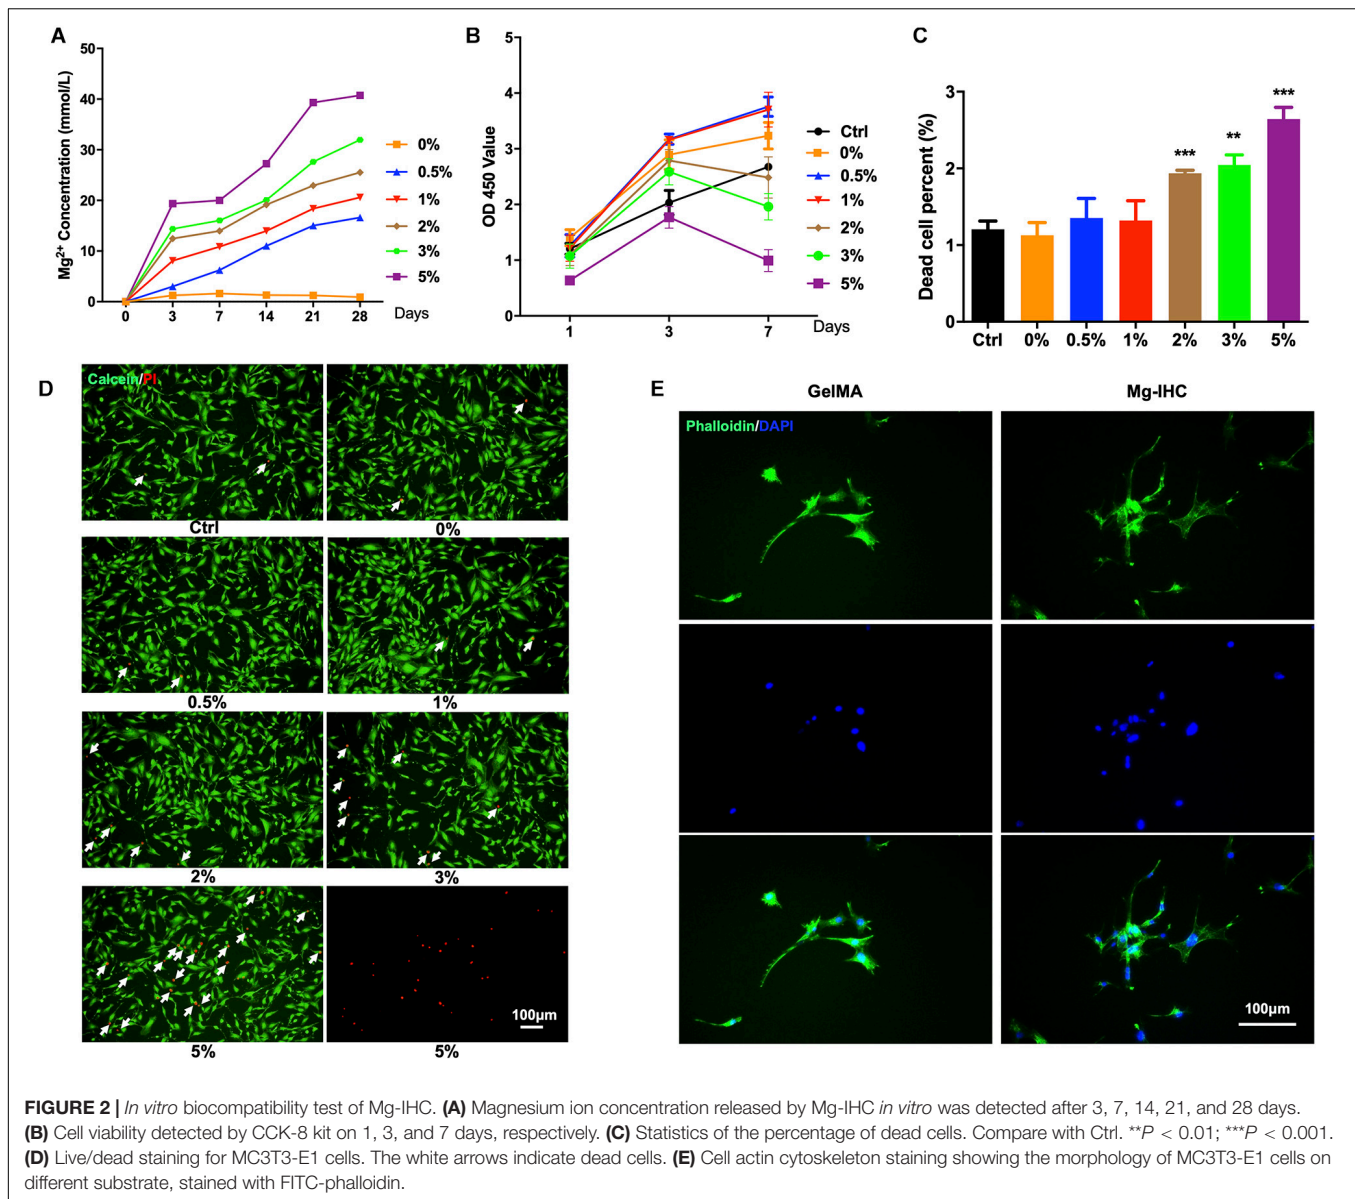 A
Mg²⁺ Concentration (mmol/L)
50
40
30
20
10
0
0 3 7 14 21 28 Days
0%
0.5%
1%
2%
3%
5%
B
OD 450 Value
5
4
3
2
1
0
1 3 7 Days
Ctrl
0%
0.5%
1%
2%
3%
5%
C
Dead cell percent (%)
3
2
1
0
*** ** ***
Ctrl 0% 0.5% 1% 2% 3% 5%
D
Calcein/PI
Ctrl 0%
0.5% 1%
2% 3%
100µm
5% 5%
E
GelMA Mg-IHC
Phalloidin/DAPI
100µm
FIGURE 2 | In vitro biocompatibility test of Mg-IHC. (A) Magnesium ion concentration released by Mg-IHC in vitro was detected after 3, 7, 14, 21, and 28 days.
(B) Cell viability detected by CCK-8 kit on 1, 3, and 7 days, respectively. (C) Statistics of the percentage of dead cells. Compare with Ctrl. **P < 0.01; ***P < 0.001.
(D) Live/dead staining for MC3T3-E1 cells. The white arrows indicate dead cells. (E) Cell actin cytoskeleton staining showing the morphology of MC3T3-E1 cells on
different substrate, stained with FITC-phalloidin.